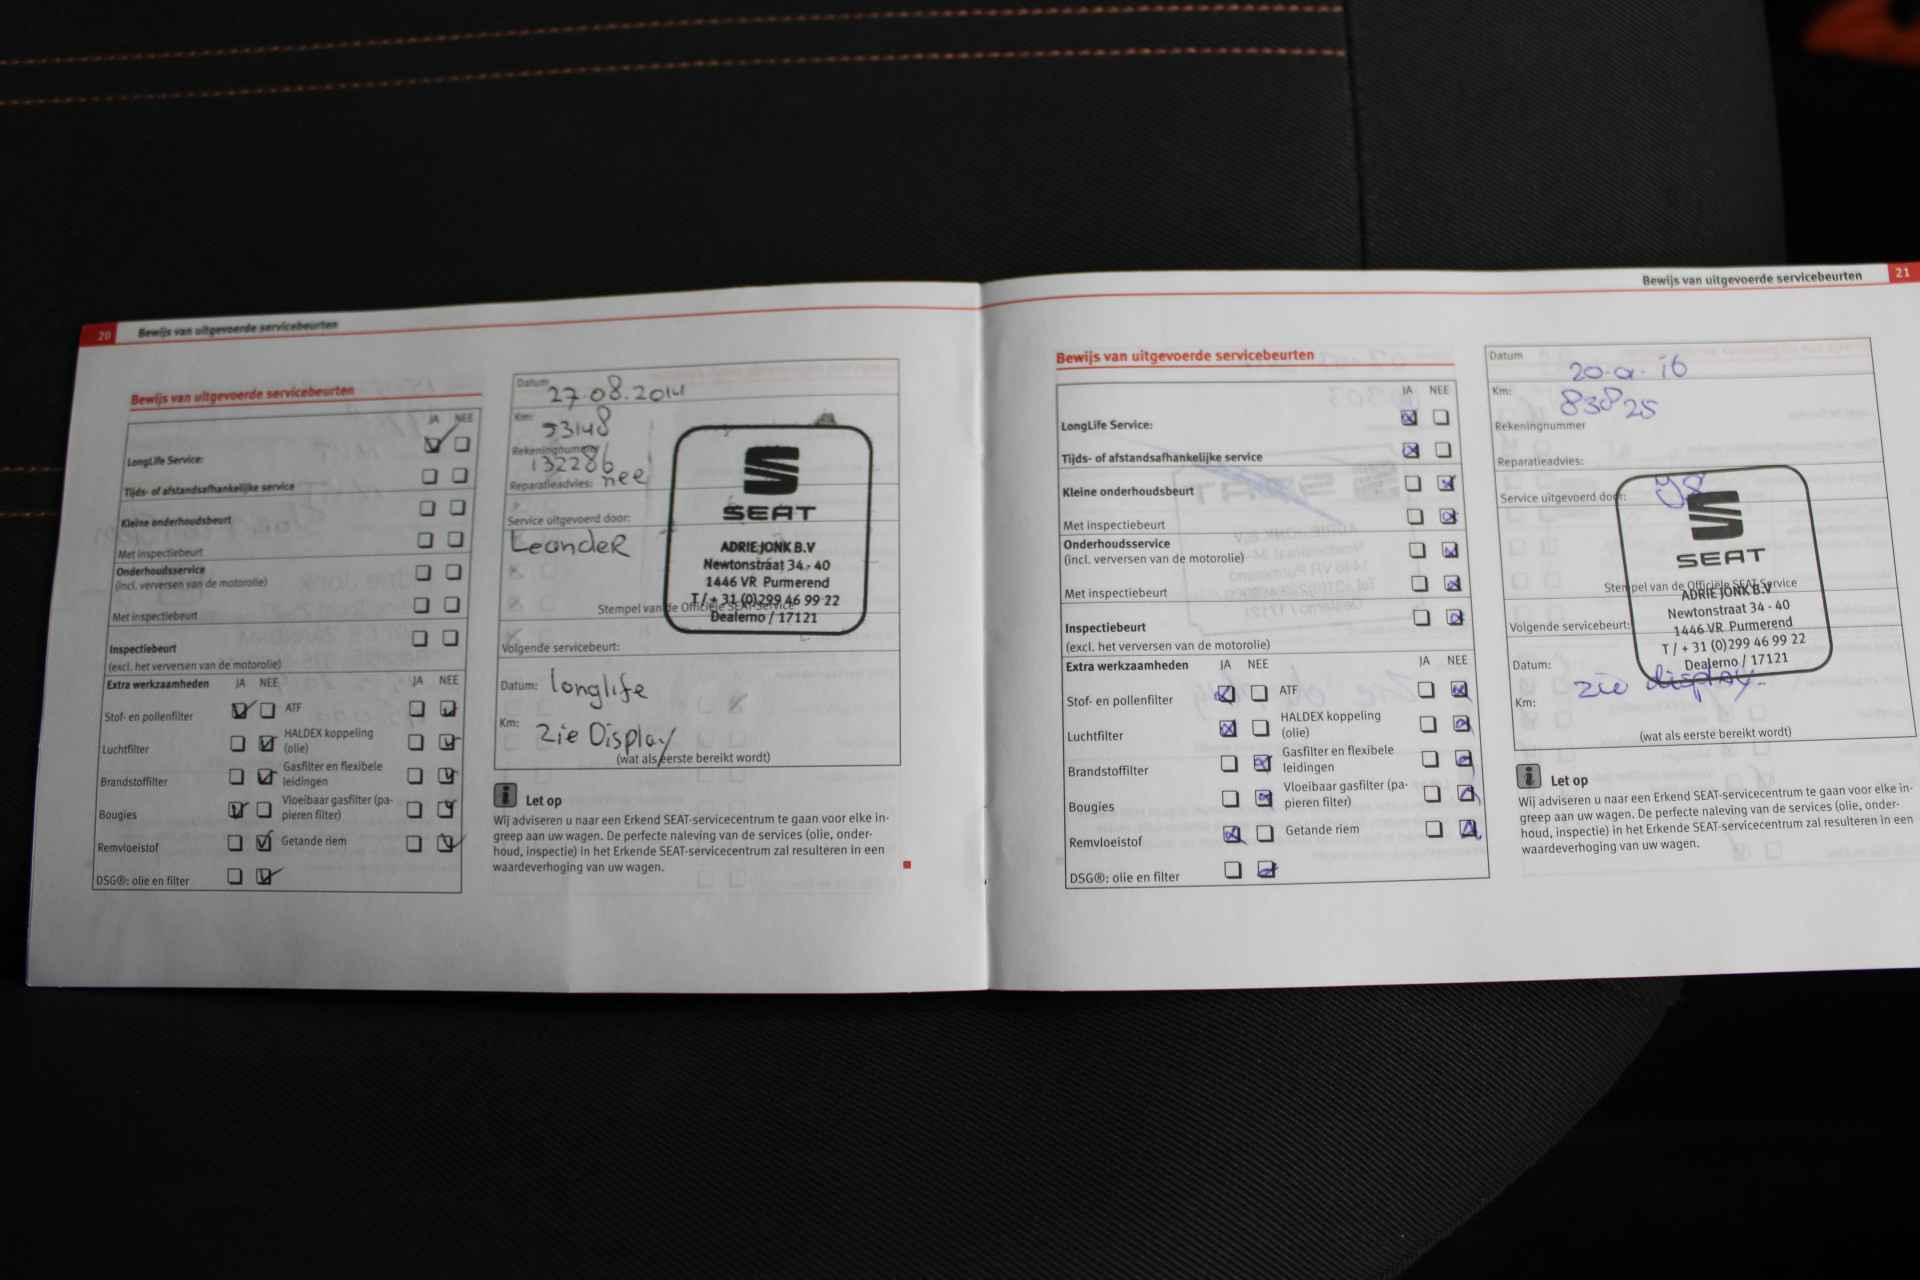 20 Bewijs van uitgevoerde servicebeurten
Bewijs van uitgevoerde servicebeurten
JA NEE
LongLife Service:
Tijds- of afstandsafhankelijke service
Kleine onderhoudsbeurt
Met inspectiebeurt
Onderhoudsservice
(incl. verversen van de motorolie)
Met inspectiebeurt
Inspectiebeurt
(excl. het verversen van de motorolie)
Extra werkzaamheden JA NEE JA NEE
Stof- en pollenfilter ATF
Luchtfilter HALDEX koppeling
(olie)
Brandstoffilter Gasfilter en flexibele
leidingen
Bougies Vloeibaar gasfilter (pa-
pieren filter)
Remvloeistof Getande riem
DSG®: olie en filter
Datum: 27.08.2014
Km: 53148
Rekeningnummer 132286
Reparatieadvies: nee
Service uitgevoerd door:
Leander
SEAT
ADRIE JONK B.V
Newtonstraat 34 - 40
1446 VR Purmerend
T / + 31 (0)299 46 99 22
Dealerno / 17121
Stempel van de Officiële SEAT-Service
Volgende servicebeurt:
Datum: longlife
Km: zie Display
(wat als eerste bereikt wordt)
Let op
Wij adviseren u naar een Erkend SEAT-servicecentrum te gaan voor elke in-
greep aan uw wagen. De perfecte naleving van de services (olie, onder-
houd, inspectie) in het Erkende SEAT-servicecentrum zal resulteren in een
waardeverhoging van uw wagen.
Bewijs van uitgevoerde servicebeurten 21
Bewijs van uitgevoerde servicebeurten
JA NEE
LongLife Service:
Tijds- of afstandsafhankelijke service
Kleine onderhoudsbeurt
Met inspectiebeurt
Onderhoudsservice
(incl. verversen van de motorolie)
Met inspectiebeurt
Inspectiebeurt
(excl. het verversen van de motorolie)
Extra werkzaamheden JA NEE JA NEE
Stof- en pollenfilter ATF
Luchtfilter HALDEX koppeling
(olie)
Brandstoffilter Gasfilter en flexibele
leidingen
Bougies Vloeibaar gasfilter (pa-
pieren filter)
Remvloeistof Getande riem
DSG®: olie en filter
Datum
Km: 83825
Rekeningnummer
Reparatieadvies:
Service uitgevoerd door:
SEAT
Stempel van de Officiële SEAT-Service
ADRIE JONK B.V
Newtonstraat 34 - 40
1446 VR Purmerend
T / + 31 (0)299 46 99 22
Dealerno / 17121
Volgende servicebeurt:
Datum:
zie display.
Km:
(wat als eerste bereikt wordt)
Let op
Wij adviseren u naar een Erkend SEAT-servicecentrum te gaan voor elke in-
greep aan uw wagen. De perfecte naleving van de services (olie, onder-
houd, inspectie) in het Erkende SEAT-servicecentrum zal resulteren in een
waardeverhoging van uw wagen.